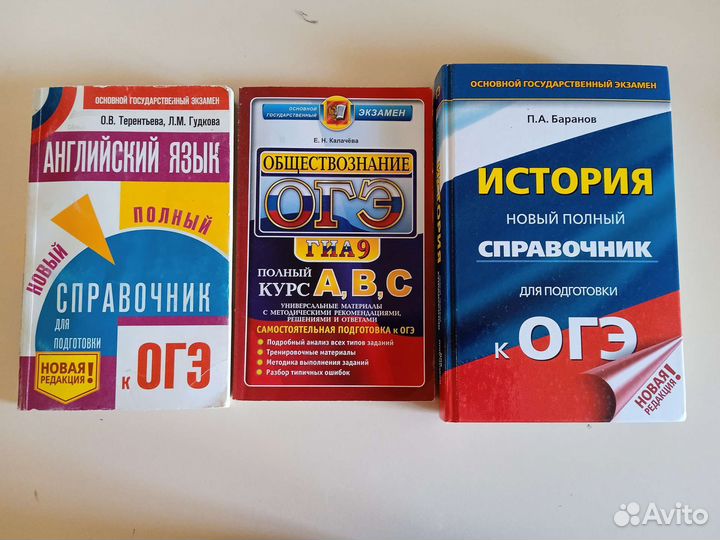 ОСНОВНОЙ ГОСУДАРСТВЕННЫЙ ЭКЗАМЕН
О.В. Терентьева, Л.М. Гудкова
АНГЛИЙСКИЙ ЯЗЫК
НОВЫЙ
ПОЛНЫЙ
СПРАВОЧНИК
ДЛЯ
ПОДГОТОВКИ
К ОГЭ
НОВАЯ
РЕДАКЦИЯ!
ОСНОВНОЙ
ГОСУДАРСТВЕННЫЙ
ЭКЗАМЕН
Е. Н. Калачёва
ОБЩЕСТВОЗНАНИЕ
ОГЭ
ГИА 9
ПОЛНЫЙ
КУРС А, В, С
УНИВЕРСАЛЬНЫЕ МАТЕРИАЛЫ
С МЕТОДИЧЕСКИМИ РЕКОМЕНДАЦИЯМИ,
РЕШЕНИЯМИ И ОТВЕТАМИ
САМОСТОЯТЕЛЬНАЯ ПОДГОТОВКА К ОГЭ
• Подробный анализ всех типов заданий
• Тренировочные материалы
• Методика выполнения заданий
• Разбор типичных ошибок
ОСНОВНОЙ ГОСУДАРСТВЕННЫЙ ЭКЗАМЕН
П.А. Баранов
ИСТОРИЯ
НОВЫЙ ПОЛНЫЙ
СПРАВОЧНИК
ДЛЯ ПОДГОТОВКИ
К ОГЭ
НОВАЯ
РЕДАКЦИЯ!
ИСТОРИЯ
Avito